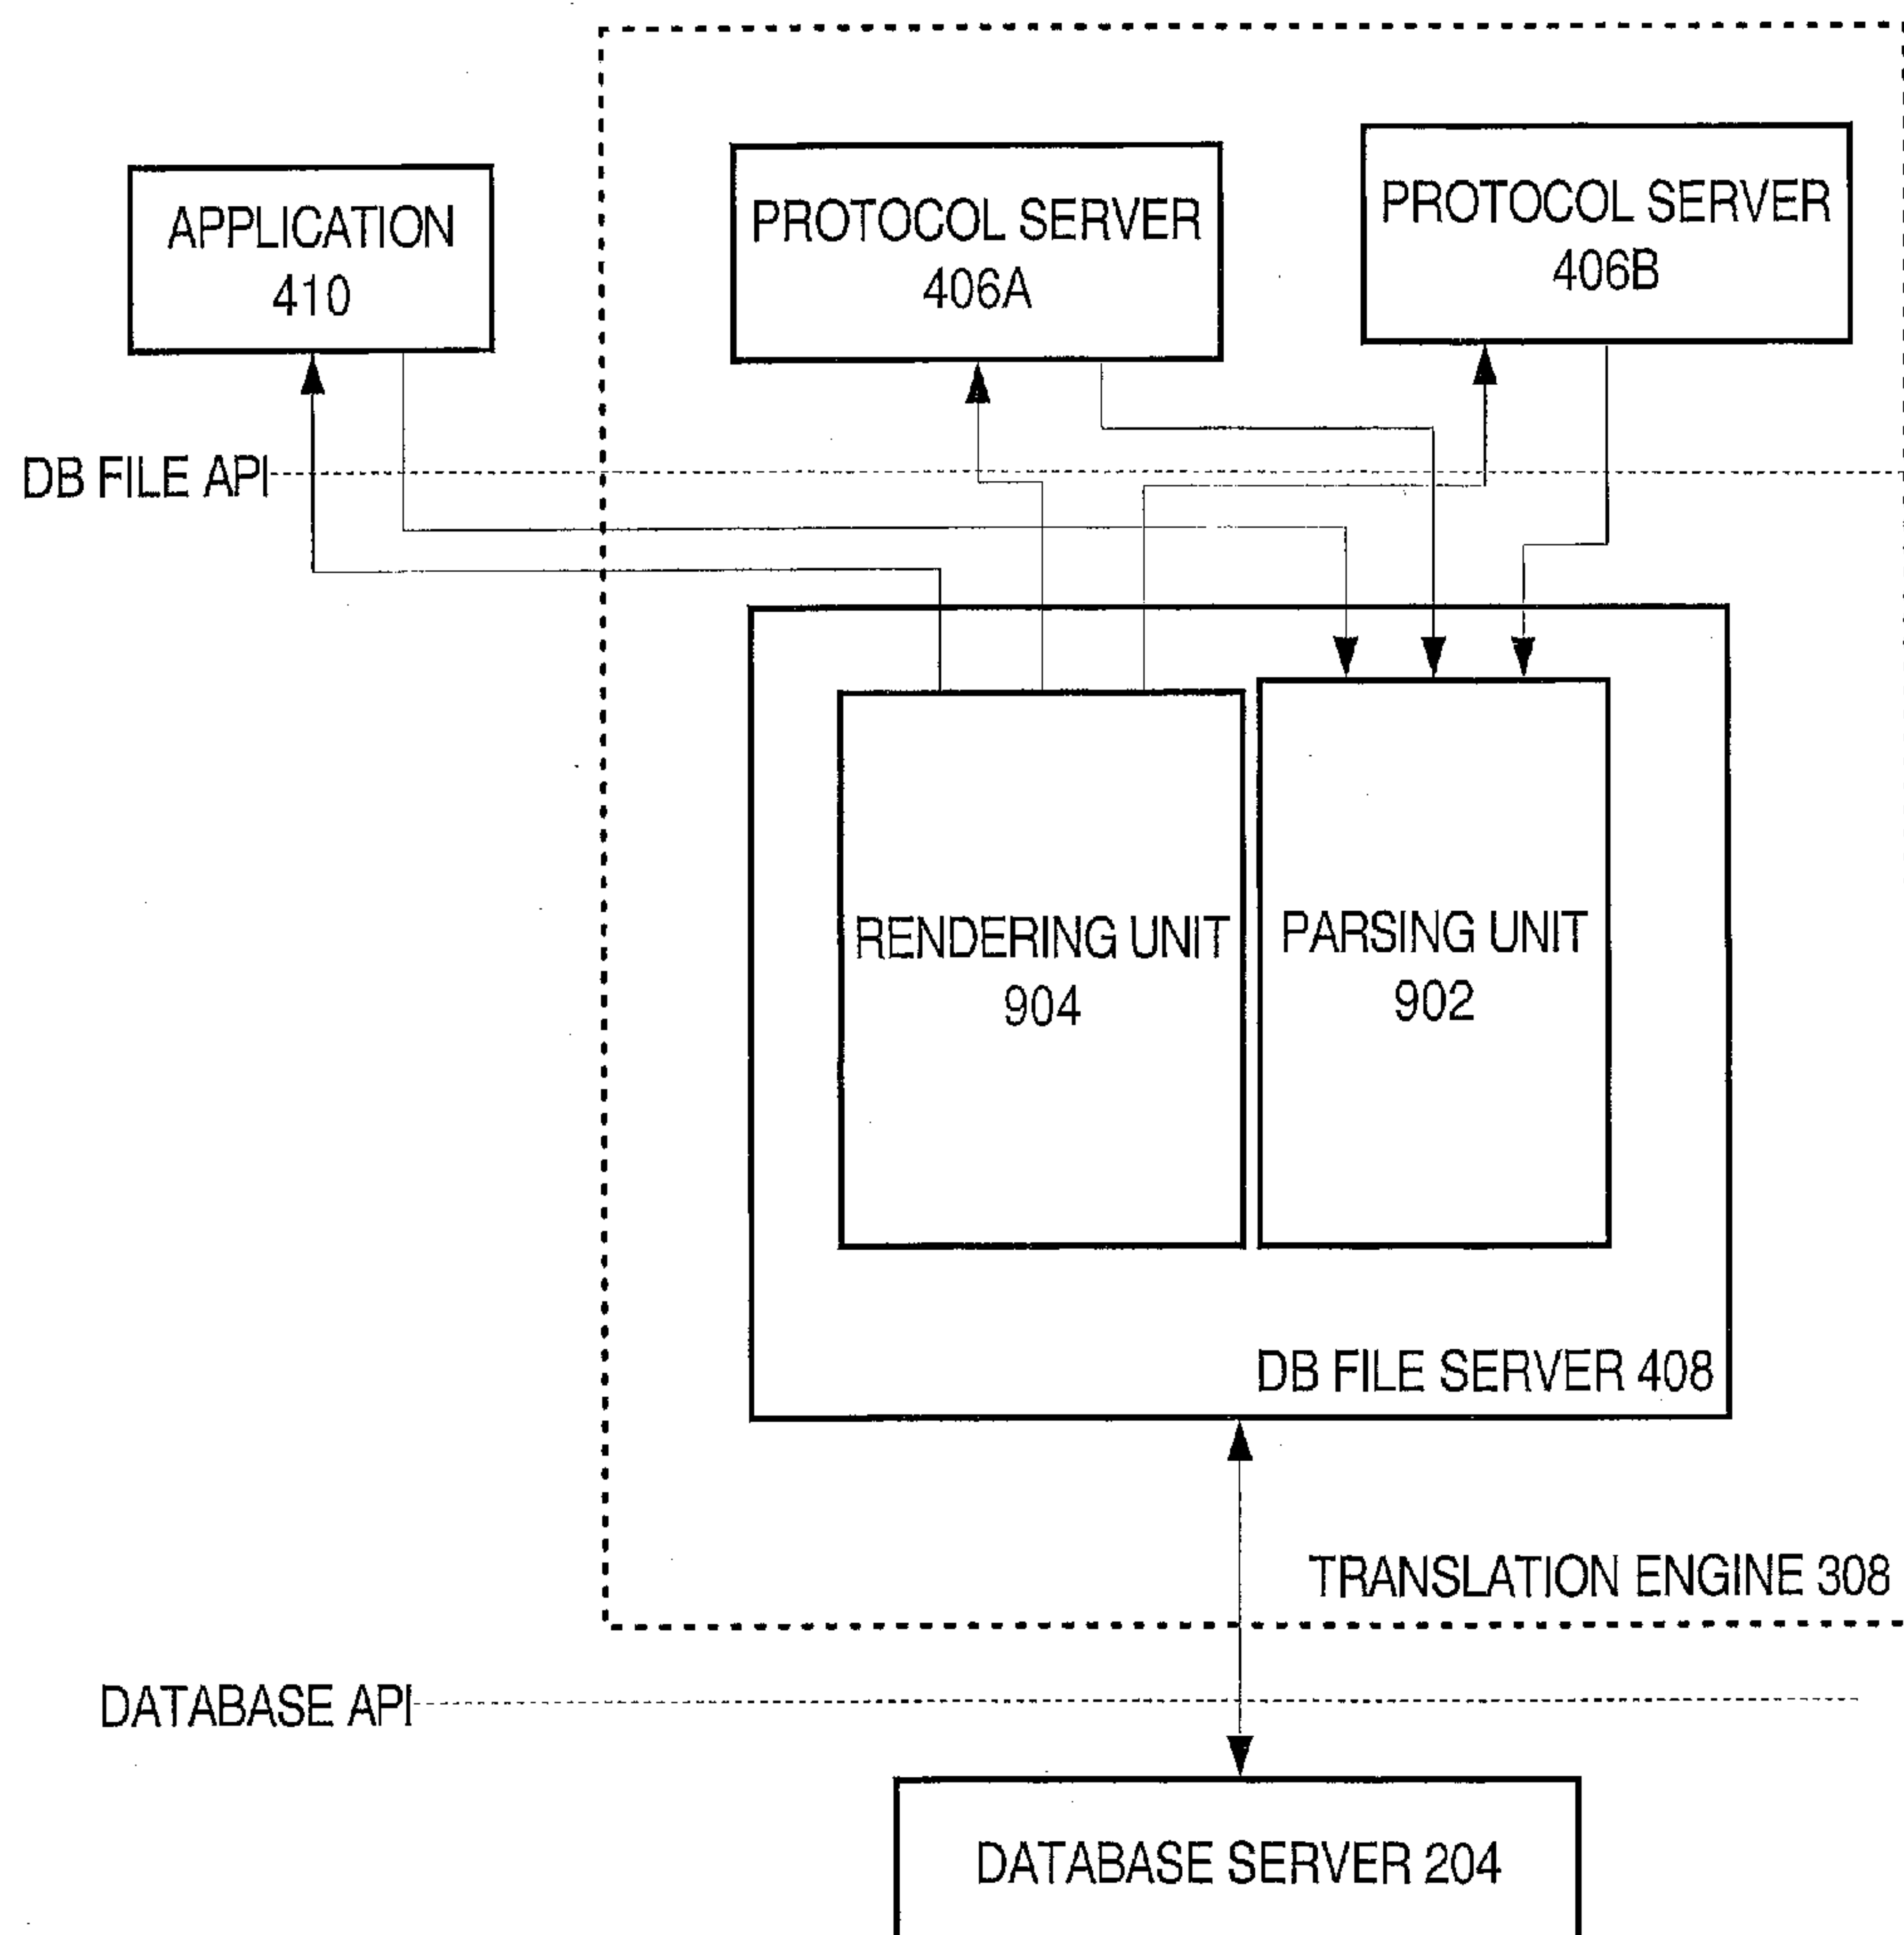 APPLICATION
410
PROTOCOL SERVER
406A
PROTOCOL SERVER
406B
DB FILE API
RENDERING UNIT
904
PARSING UNIT
902
DB FILE SERVER 408
TRANSLATION ENGINE 308
DATABASE API
DATABASE SERVER 204